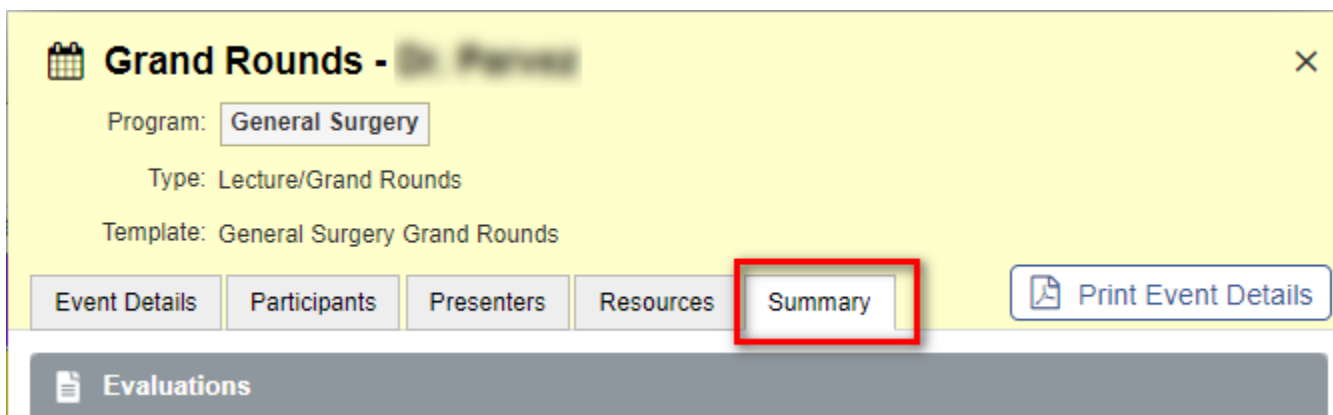 Grand Rounds -
Program: General Surgery
Type: Lecture/Grand Rounds
Template: General Surgery Grand Rounds
Event Details Participants Presenters Resources Summary Print Event Details
Evaluations